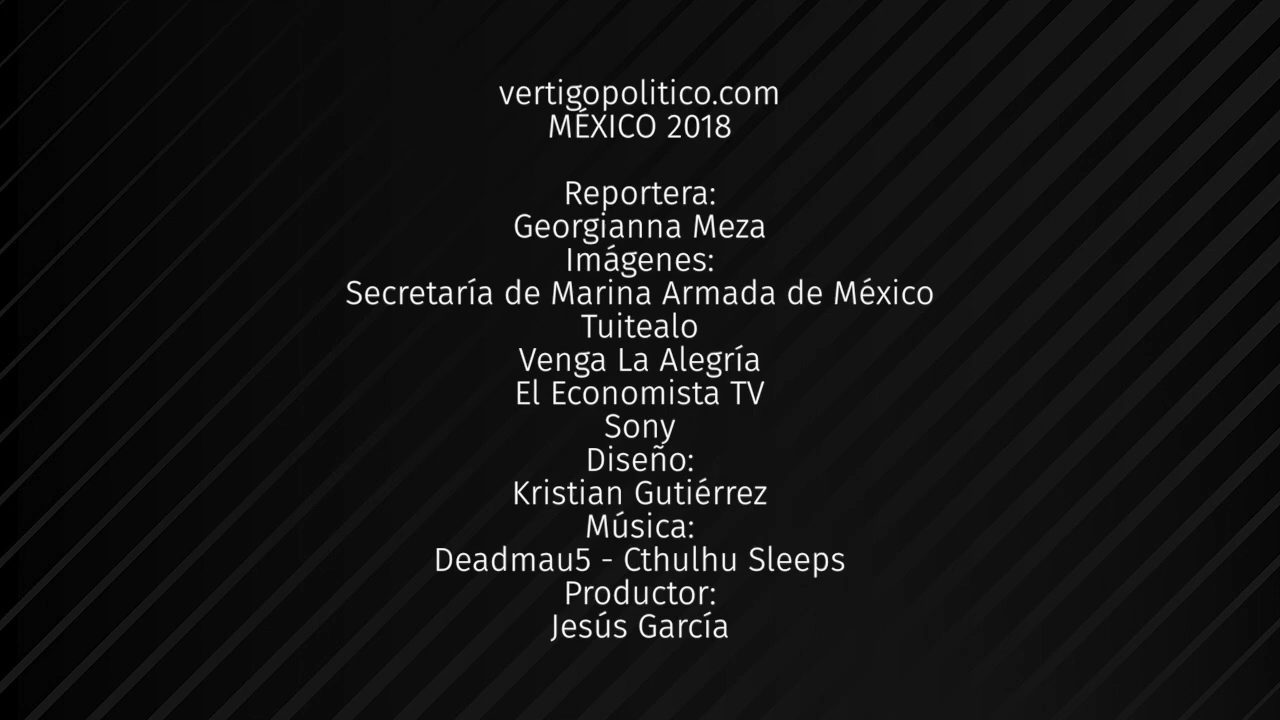 vertigopolitico.com
MÉXICO 2018
Reportera:
Georgianna Meza
Imágenes:
Secretaría de Marina Armada de México
Tuitealo
Venga La Alegría
El Economista TV
Sony
Diseño:
Kristian Gutiérrez
Música:
Deadmau5 - Cthulhu Sleeps
Productor:
Jesús García